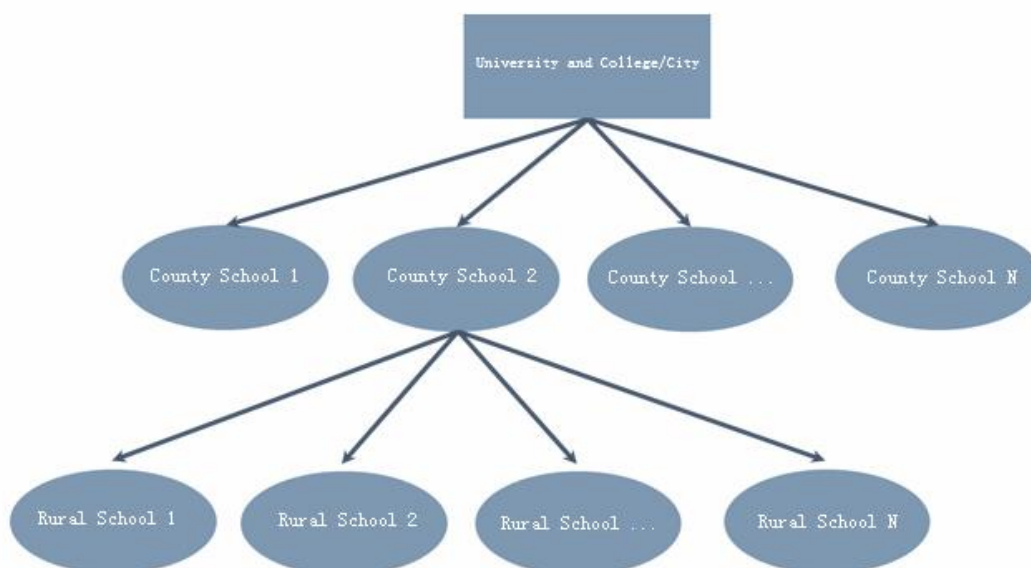 University and College/City
County School 1
County School 2
County School ...
County School N
Rural School 1
Rural School 2
Rural School ...
Rural School N